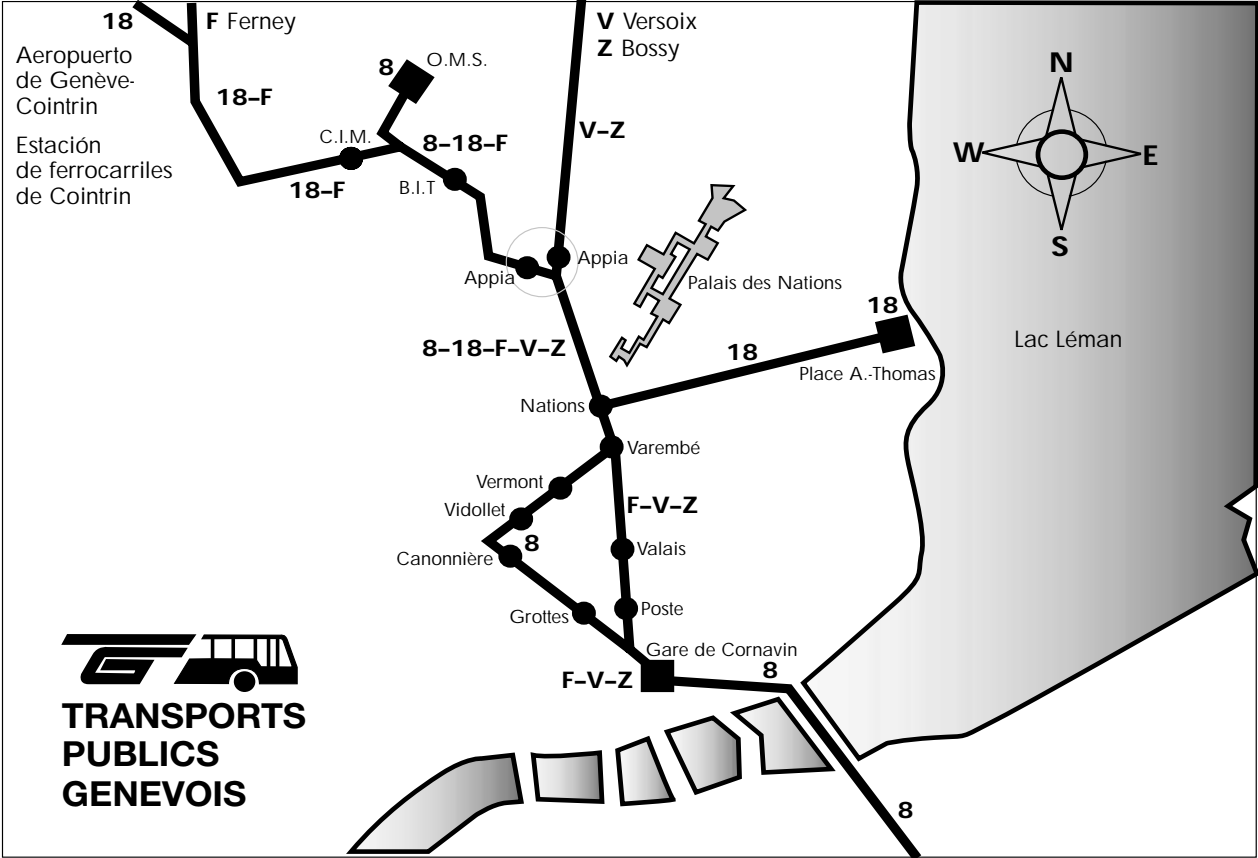 18
F Ferney
V Versoix
Z Bossy
Aeropuerto
de Genève-
Cointrin
Estación
de ferrocarriles
de Cointrin
18–F
8
O.M.S.
C.I.M.
8–18–F
V–Z
18–F
B.I.T
N
W
E
S
Appia
Appia
Palais des Nations
18
8–18–F–V–Z
18
Place A.-Thomas
Lac Léman
Nations
Varembé
Vermont
Vidollet
F–V–Z
8
Canonnière
Valais
Grottes
Poste
Gare de Cornavin
F–V–Z
8
8
TRANSPORTS
PUBLICS
GENEVOIS